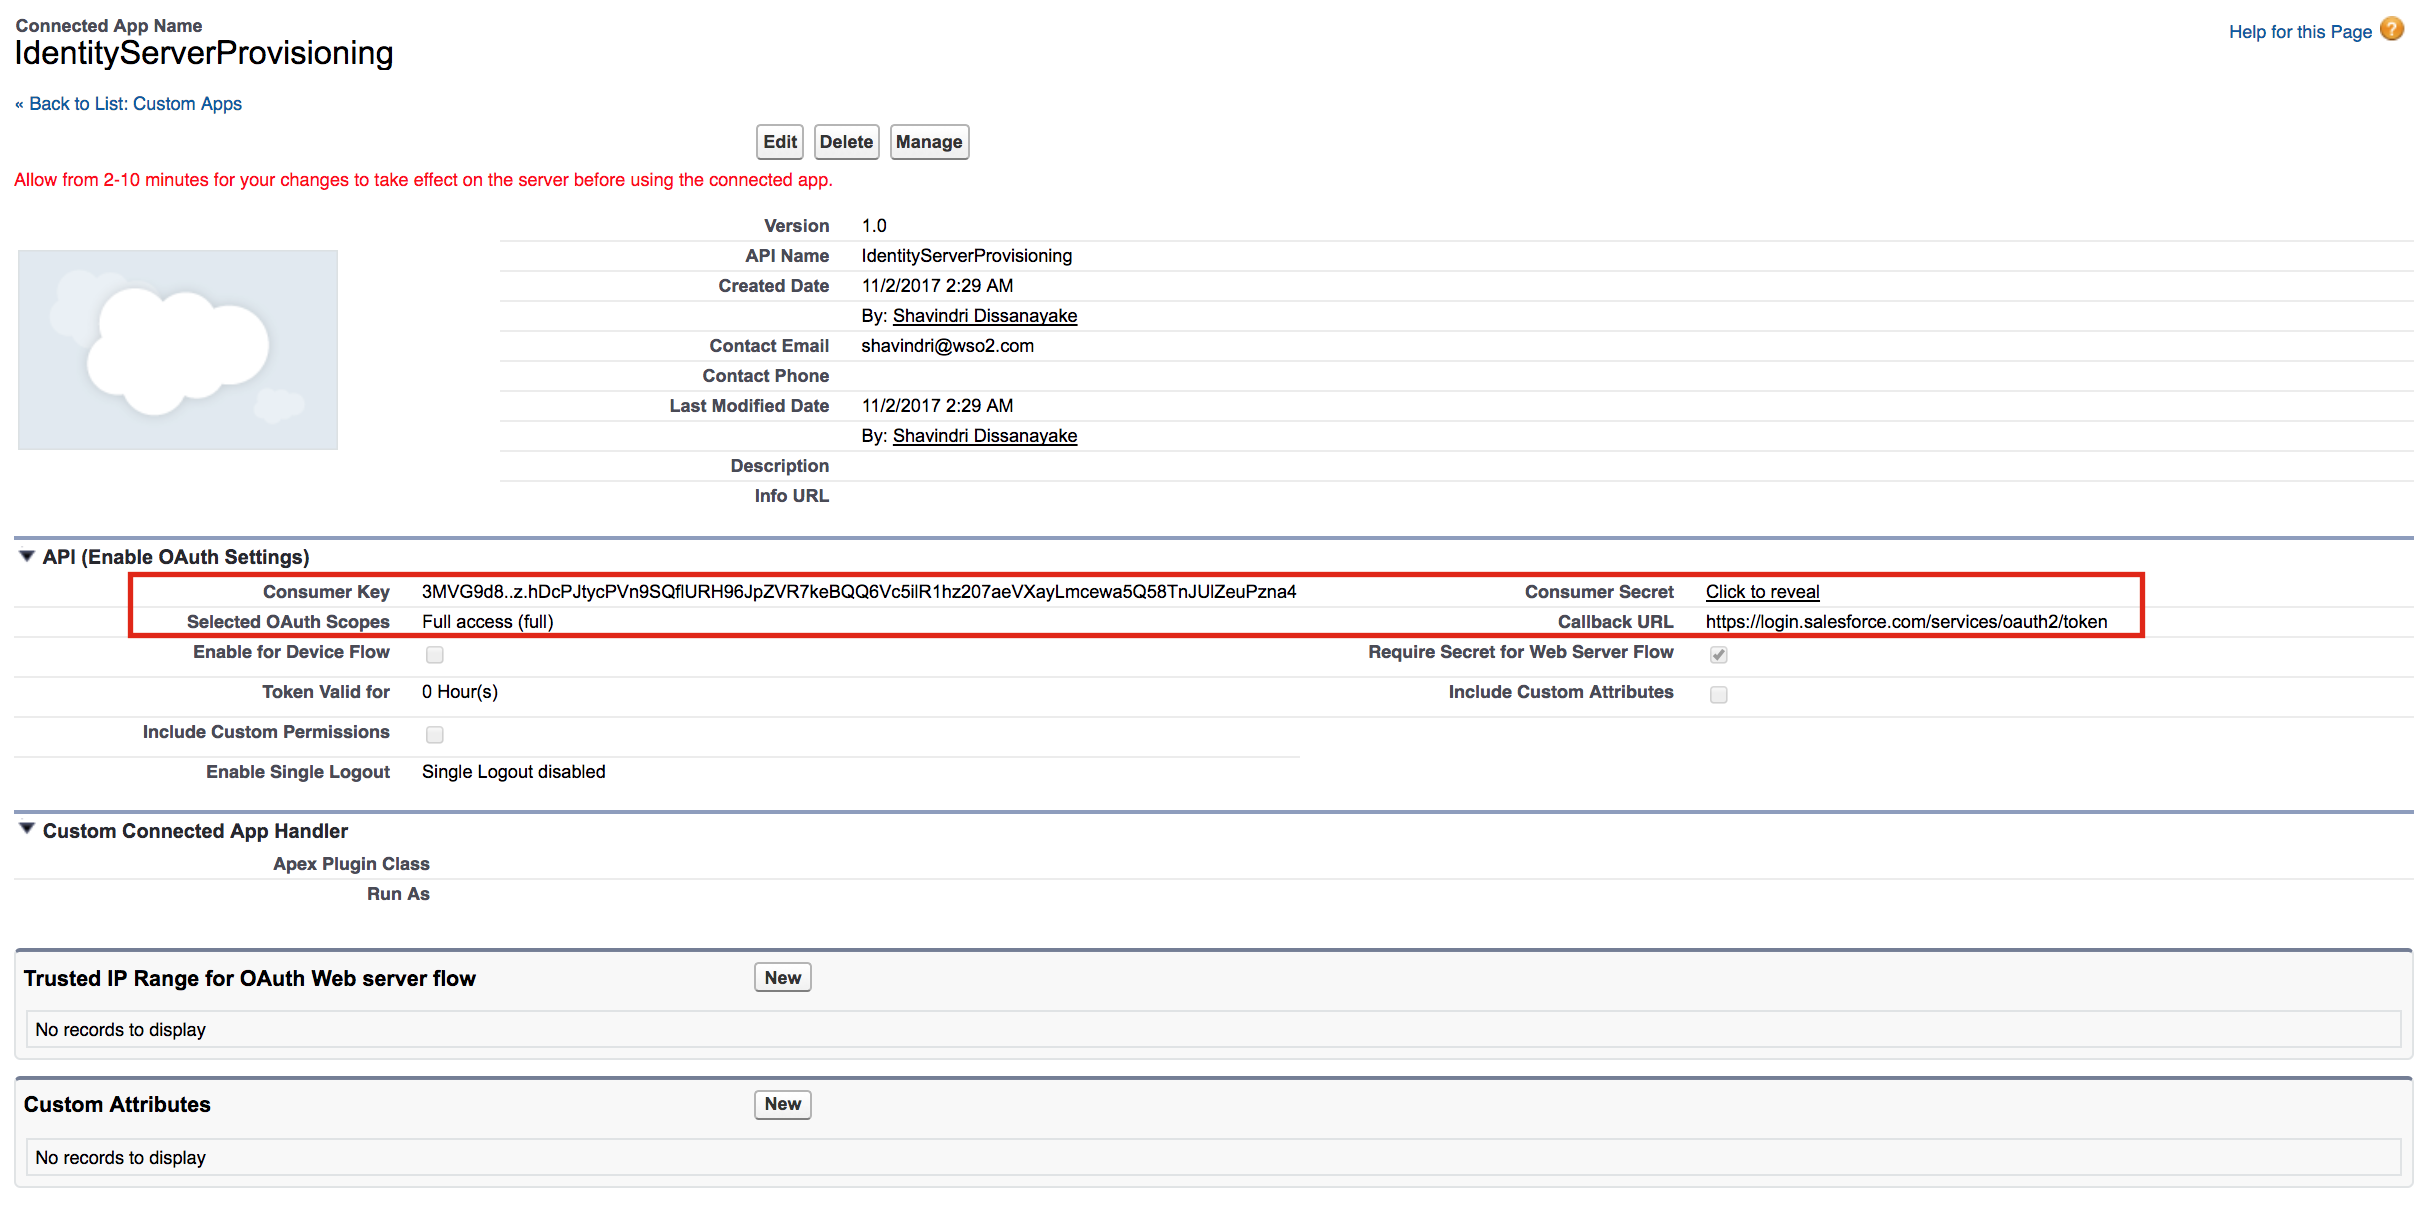 Connected App Name
IdentityServerProvisioning
Help for this Page
« Back to List: Custom Apps
Edit Delete Manage
Allow from 2-10 minutes for your changes to take effect on the server before using the connected app.
Version 1.0
API Name IdentityServerProvisioning
Created Date 11/2/2017 2:29 AM
By: Shavindri Dissanayake
Contact Email shavindri@wso2.com
Contact Phone
Last Modified Date 11/2/2017 2:29 AM
By: Shavindri Dissanayake
Description
Info URL
API (Enable OAuth Settings)
Consumer Key 3MVG9d8..z.hDcPJtycPVn9SQflURH96JpZVR7keBQQ6Vc5ilR1hz207aeVXayLmcewa5Q58TnJUlZeuPzna4 Consumer Secret Click to reveal
Selected OAuth Scopes Full access (full) Callback URL https://login.salesforce.com/services/oauth2/token
Enable for Device Flow Require Secret for Web Server Flow
Token Valid for 0 Hour(s) Include Custom Attributes
Include Custom Permissions
Enable Single Logout Single Logout disabled
Custom Connected App Handler
Apex Plugin Class
Run As
Trusted IP Range for OAuth Web server flow New
No records to display
Custom Attributes New
No records to display